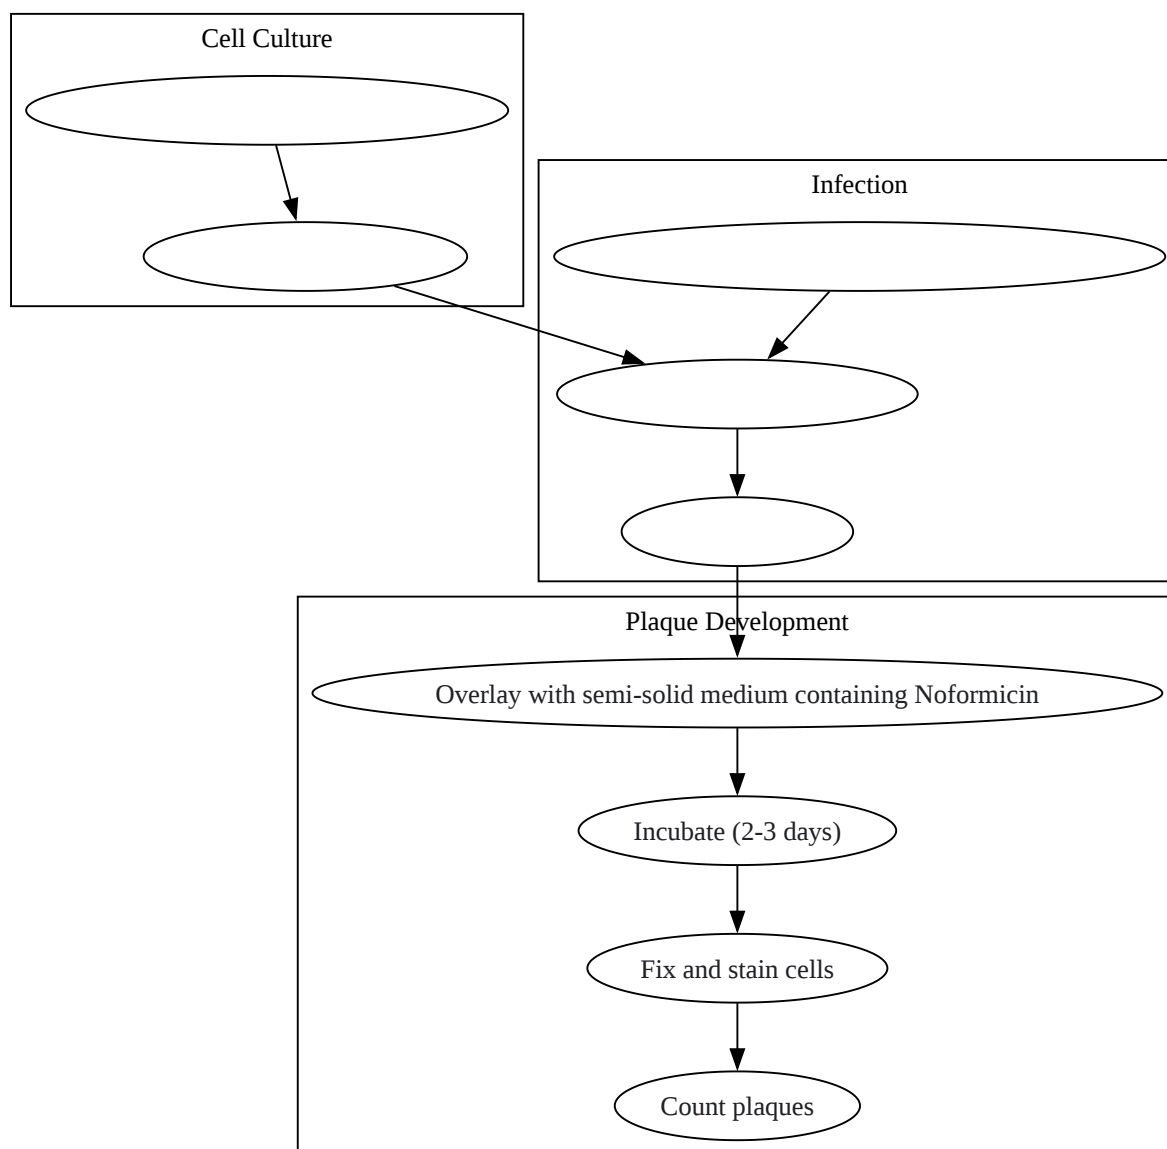 Cell Culture
Infection
Plaque Development
Overlay with semi-solid medium containing Noformicin
Incubate (2-3 days)
Fix and stain cells
Count plaques